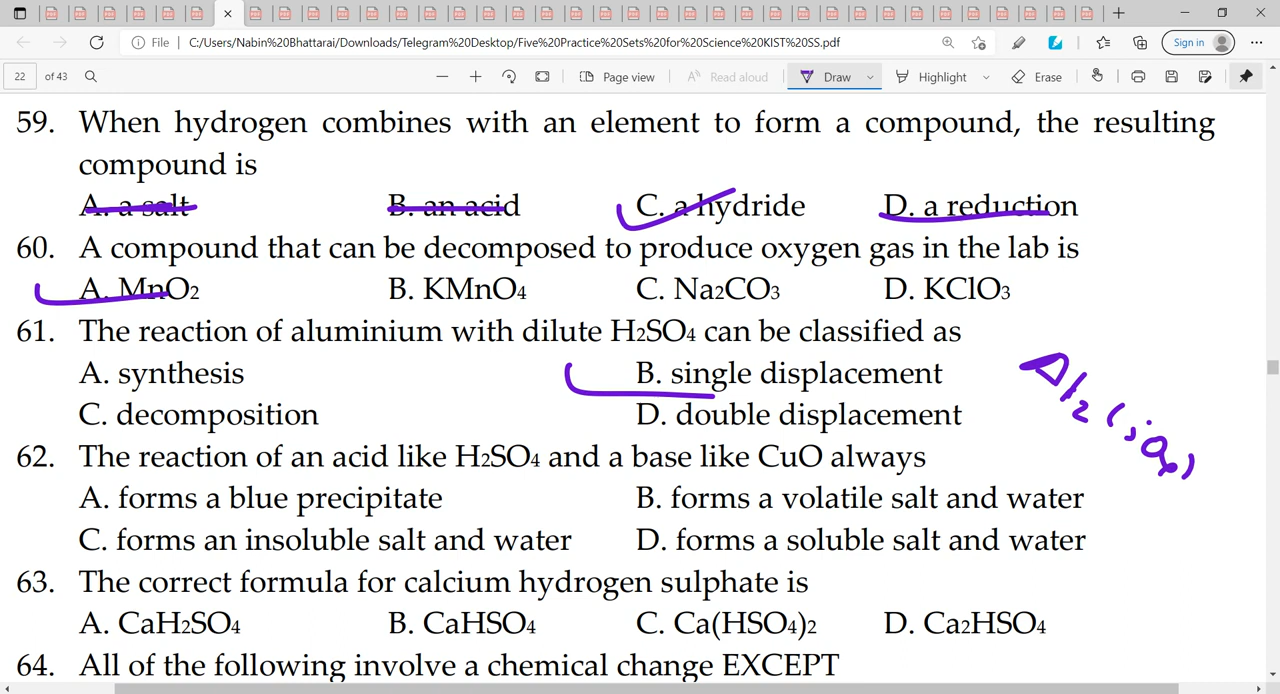 File
C:/Users/Nabin%20Bhattarai/Downloads/Telegram%20Desktop/Five%20Practice%20Sets%20for%20Science%20KIST%20SS.pdf
Sign in
22 of 43
Page view
Read aloud
Draw
Highlight
Erase
59. When hydrogen combines with an element to form a compound, the resulting
compound is
A. a salt B. an acid C. a hydride D. a reduction
60. A compound that can be decomposed to produce oxygen gas in the lab is
A. MnO₂ B. KMnO₄ C. Na₂CO₃ D. KClO₃
61. The reaction of aluminium with dilute H₂SO₄ can be classified as
A. synthesis B. single displacement
C. decomposition D. double displacement
62. The reaction of an acid like H₂SO₄ and a base like CuO always
A. forms a blue precipitate B. forms a volatile salt and water
C. forms an insoluble salt and water D. forms a soluble salt and water
63. The correct formula for calcium hydrogen sulphate is
A. CaH₂SO₄ B. CaHSO₄ C. Ca(HSO₄)₂ D. Ca₂HSO₄
64. All of the following involve a chemical change EXCEPT